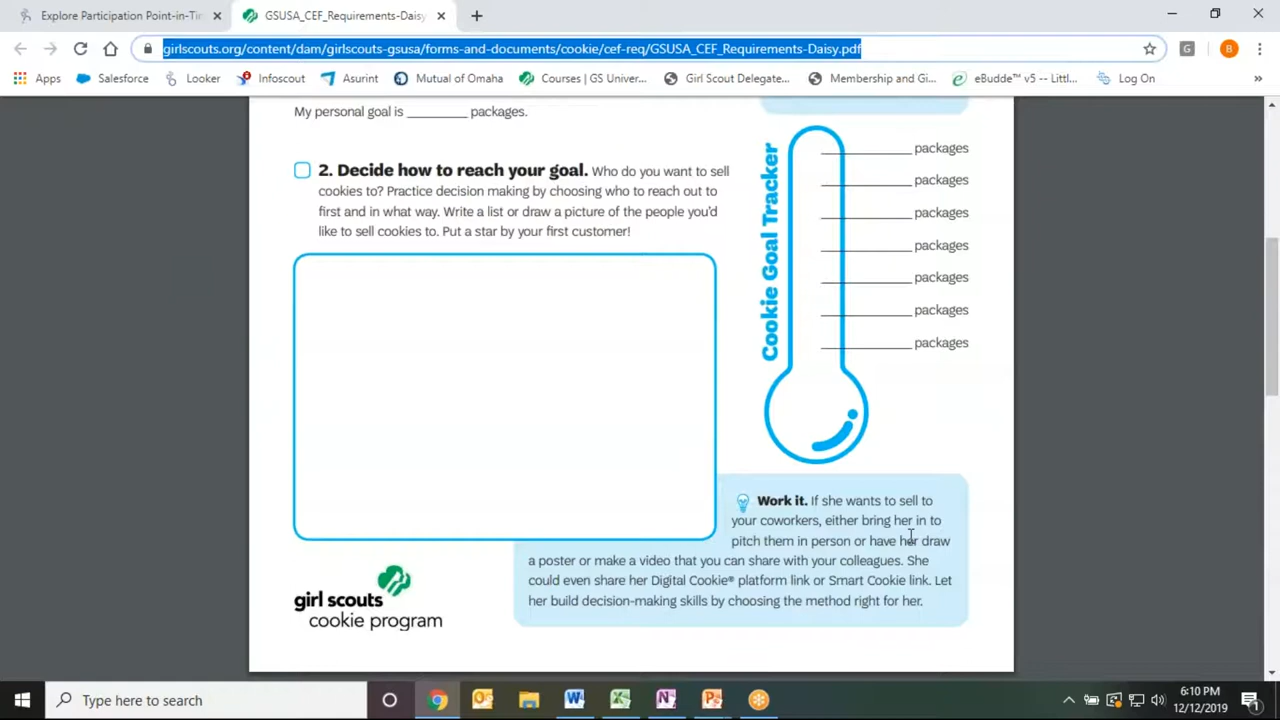 Explore Participation Point-in-Tir
GSUSA_CEF_Requirements-Daisy
girlscouts.org/content/dam/girlscouts-gsusa/forms-and-documents/cookie/cef-req/GSUSA_CEF_Requirements-Daisy.pdf
G
B
Apps
Salesforce
Looker
Infoscout
Asurint
Mutual of Omaha
Courses | GS Univer...
Girl Scout Delegate...
Membership and Gi...
eBudde™ v5 -- Littl...
Log On
»
My personal goal is ________ packages.
2. Decide how to reach your goal. Who do you want to sell
cookies to? Practice decision making by choosing who to reach out to
first and in what way. Write a list or draw a picture of the people you'd
like to sell cookies to. Put a star by your first customer!
Cookie Goal Tracker
____________ packages
____________ packages
____________ packages
____________ packages
____________ packages
____________ packages
____________ packages
Work it. If she wants to sell to
your coworkers, either bring her in to
pitch them in person or have her draw
a poster or make a video that you can share with your colleagues. She
could even share her Digital Cookie® platform link or Smart Cookie link. Let
her build decision-making skills by choosing the method right for her.
girl scouts
cookie program
Type here to search
6:10 PM
12/12/2019
1